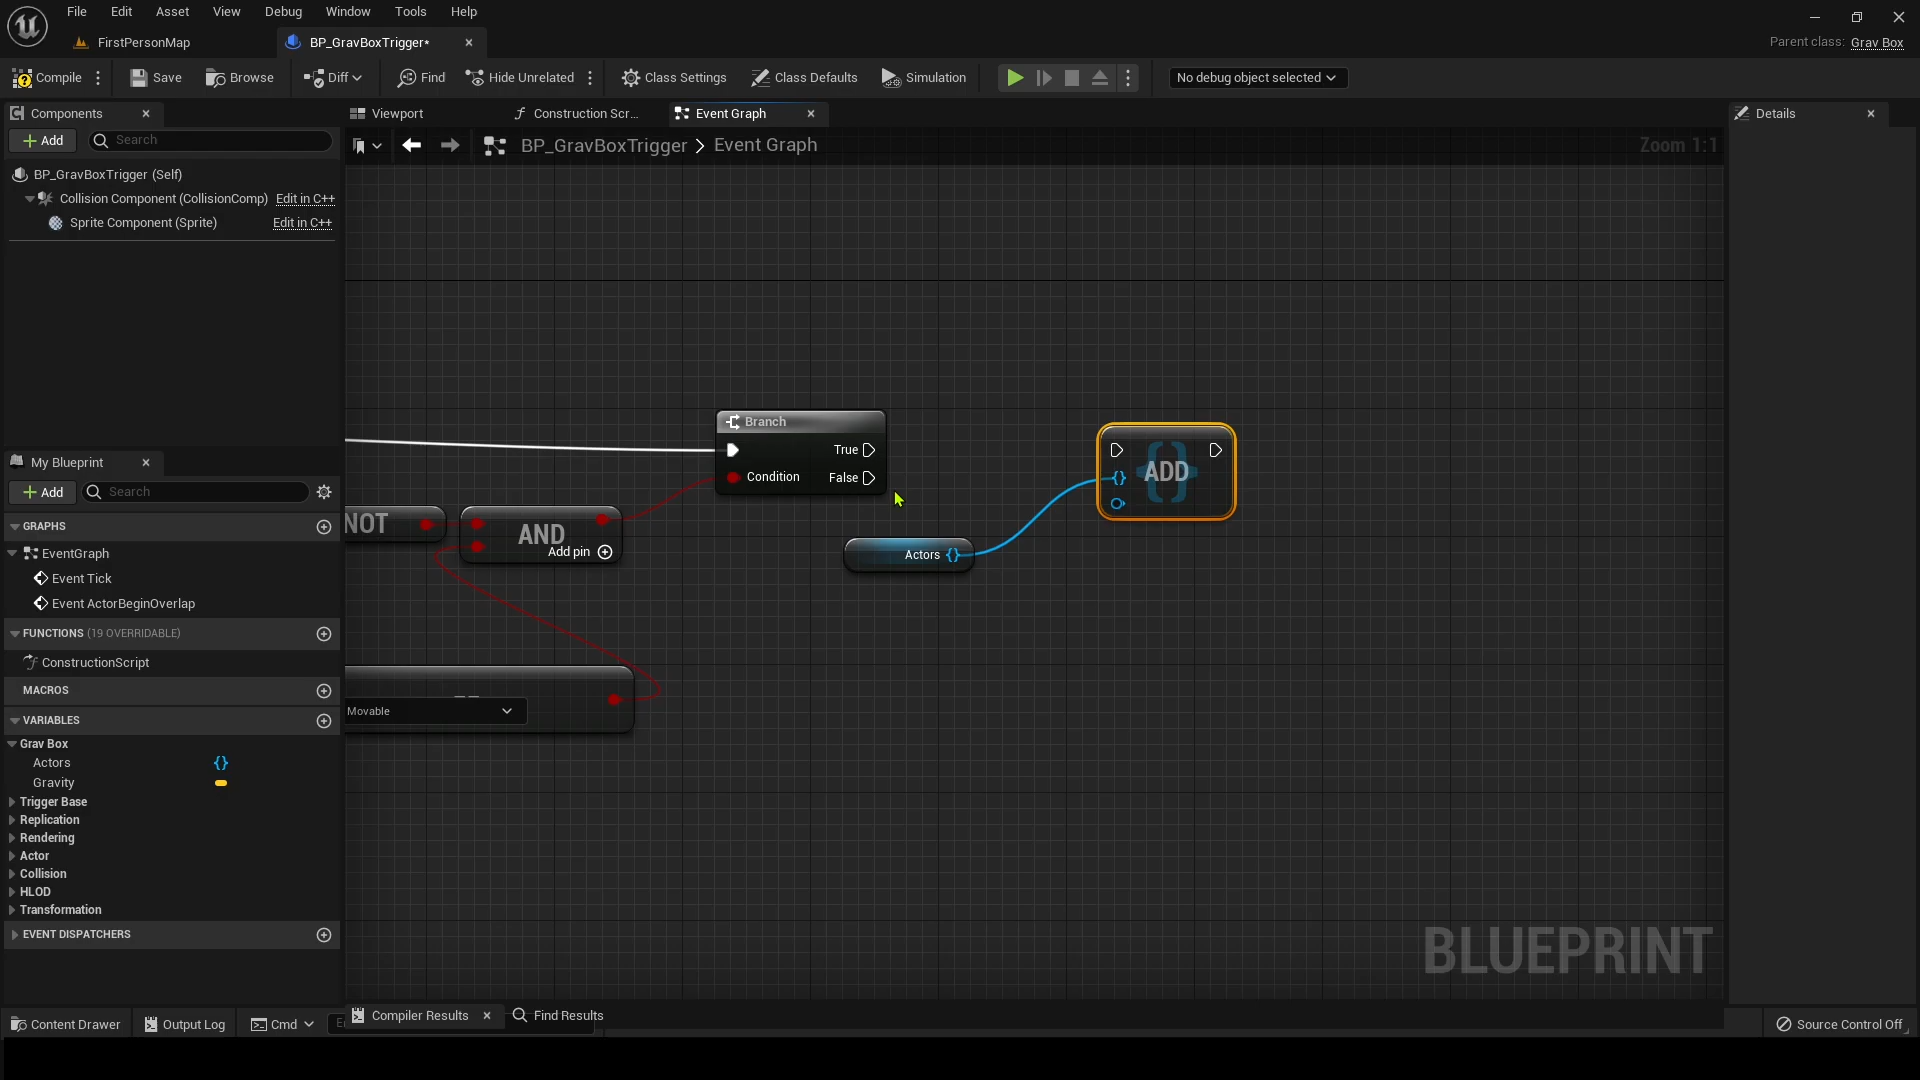 File Edit Asset View Debug Window Tools Help
FirstPersonMap
BP_GravBoxTrigger*
Parent class: Grav Box
Compile
Save
Browse
Diff
Find
Hide Unrelated
Class Settings
Class Defaults
Simulation
No debug object selected
Components
Viewport
Construction Scr...
Event Graph
Details
Add
Search
BP_GravBoxTrigger > Event Graph
Zoom 1:1
BP_GravBoxTrigger (Self)
Collision Component (CollisionComp) Edit in C++
Sprite Component (Sprite) Edit in C++
Branch
True
Condition
False
ADD
My Blueprint
Add
Search
NOT
AND
Add pin
Actors
GRAPHS
EventGraph
Event Tick
Event ActorBeginOverlap
FUNCTIONS (19 OVERRIDABLE)
ConstructionScript
MACROS
Movable
VARIABLES
Grav Box
Actors
Gravity
Trigger Base
Replication
Rendering
Actor
Collision
HLOD
Transformation
EVENT DISPATCHERS
BLUEPRINT
Content Drawer
Output Log
Cmd
Compiler Results
Find Results
Source Control Off